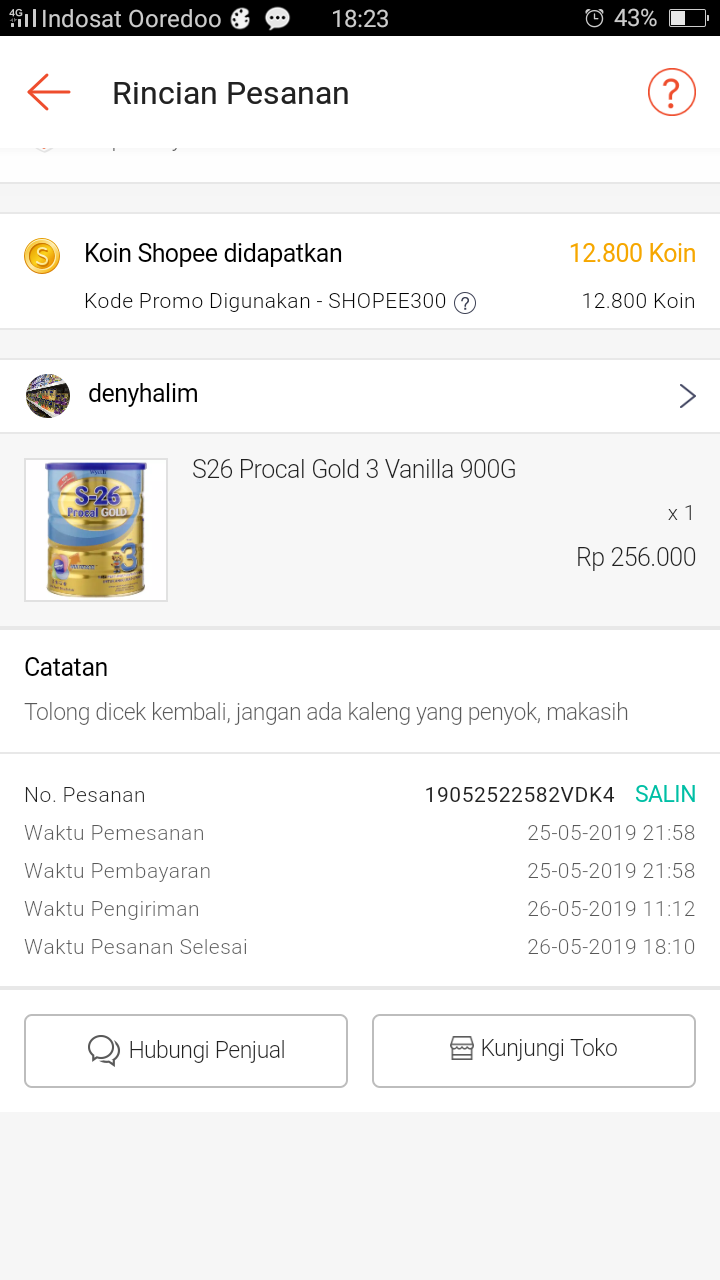 4G Indosat Ooredoo 18:23 43%
Rincian Pesanan ?
Koin Shopee didapatkan 12.800 Koin
Kode Promo Digunakan - SHOPEE300 ? 12.800 Koin
denyhalim
S26 Procal Gold 3 Vanilla 900G
x 1
Rp 256.000
S-26
Procal GOLD
3
Catatan
Tolong dicek kembali, jangan ada kaleng yang penyok, makasih
No. Pesanan 19052522582VDK4 SALIN
Waktu Pemesanan 25-05-2019 21:58
Waktu Pembayaran 25-05-2019 21:58
Waktu Pengiriman 26-05-2019 11:12
Waktu Pesanan Selesai 26-05-2019 18:10
Hubungi Penjual Kunjungi Toko